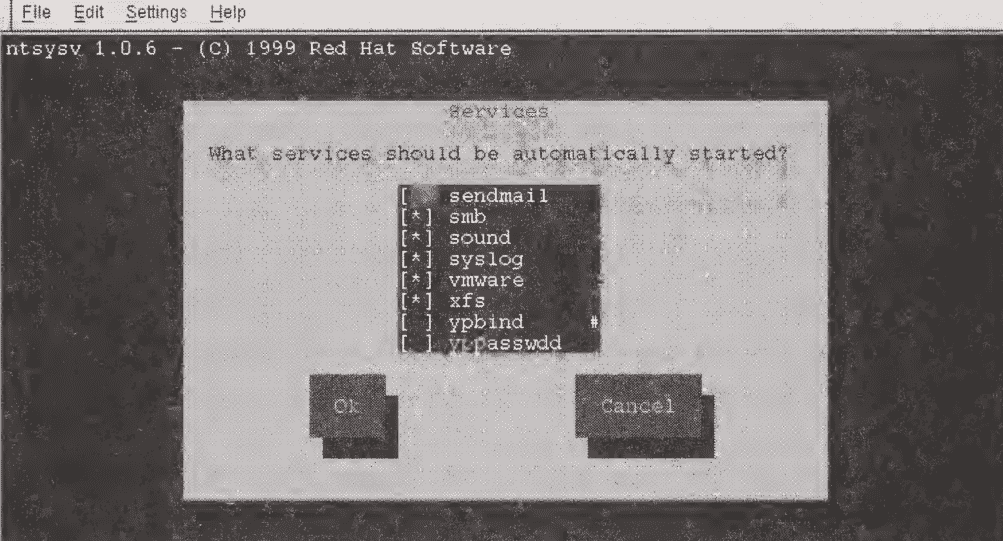 File Edit Settings Help
ntsysv 1.0.6 - (C) 1999 Red Hat Software
Services
What services should be automatically started?
[ sendmail
[*] smb
[*] sound
[*] syslog
[*] vmware
[*] xfs
[ ] ypbind #
[ ] yppasswdd
Ok Cancel